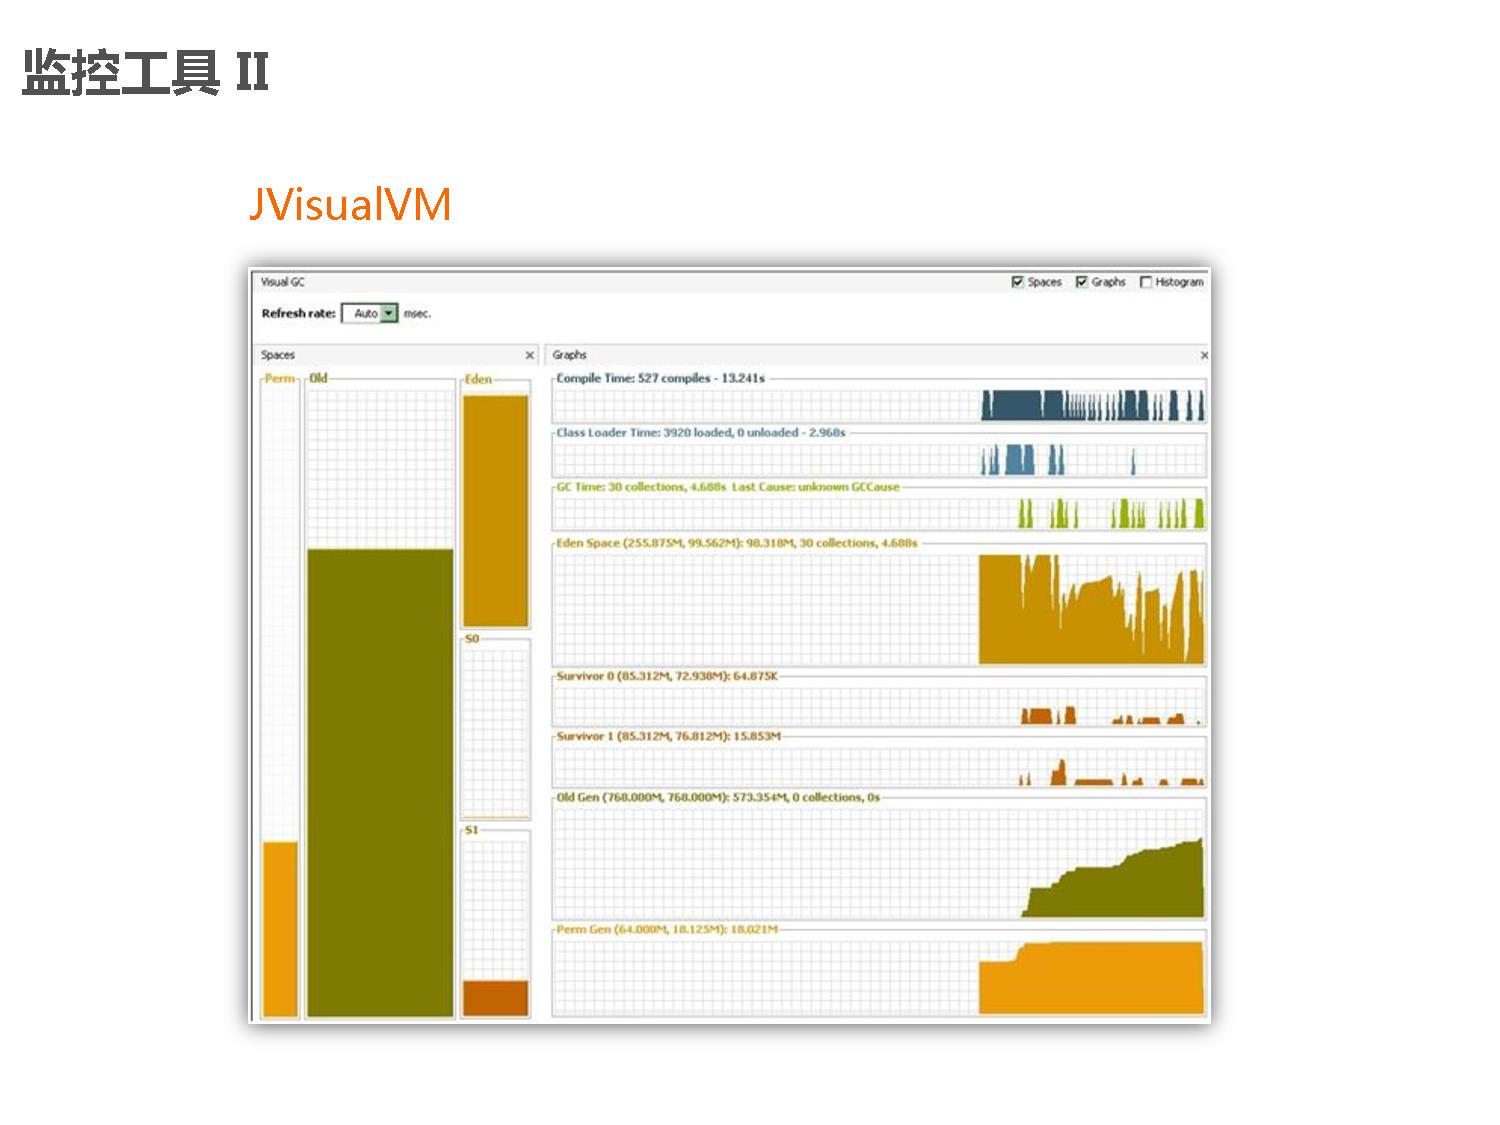 监控工具 II
JVisualVM
Visual GC
Spaces Graphs Histogram
Refresh rate: Auto msec.
Spaces
Graphs
Perm Old Eden
S0
S1
Compile Time: 527 compiles - 13.241s
Class Loader Time: 3920 loaded, 0 unloaded - 2.968s
GC Time: 30 collections, 4.688s Last Cause: unknown GCCause
Eden Space (255.875M, 99.562M): 98.318M, 30 collections, 4.688s
Survivor 0 (85.312M, 72.938M): 64.875K
Survivor 1 (85.312M, 76.812M): 15.853M
Old Gen (768.000M, 768.000M): 573.354M, 0 collections, 0s
Perm Gen (64.000M, 18.125M): 18.021M